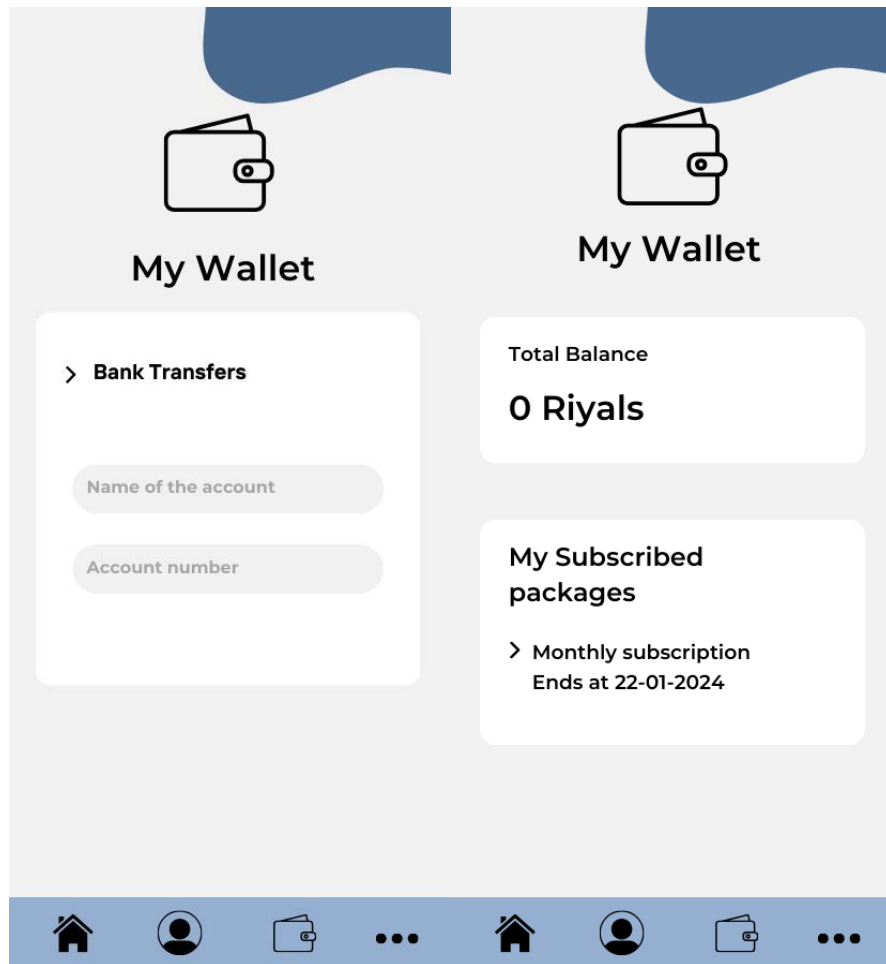 My Wallet
Bank Transfers
Name of the account
Account number
My Wallet
Total Balance
0 Riyals
My Subscribed
packages
Monthly subscription
Ends at 22-01-2024